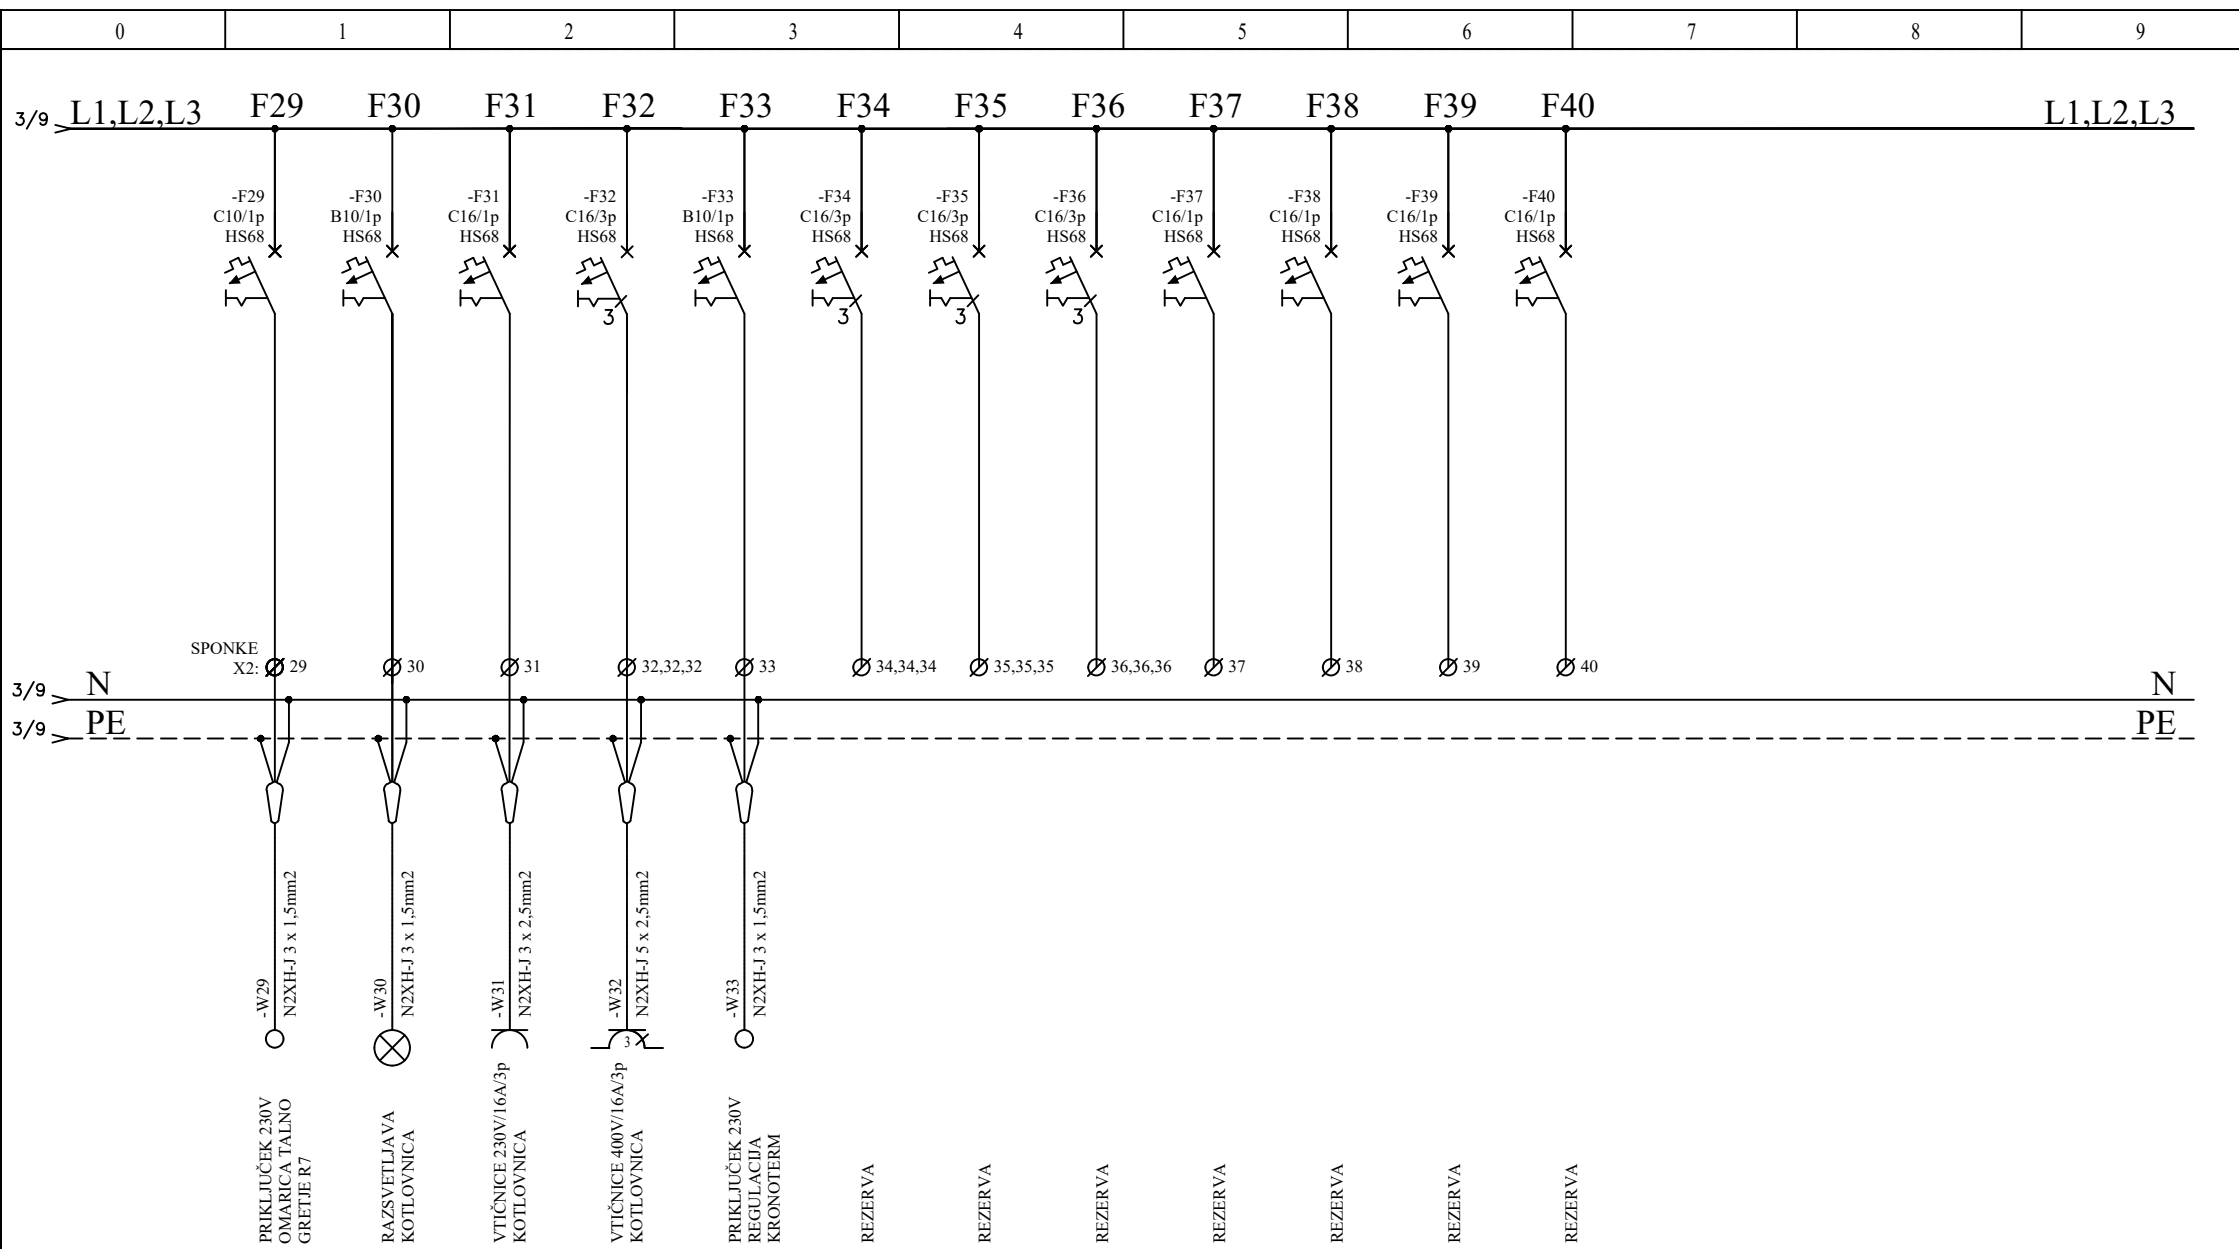 0 1 2 3 4 5 6 7 8 9
3/9 L1,L2,L3 F29 F30 F31 F32 F33 F34 F35 F36 F37 F38 F39 F40 L1,L2,L3
-F29
C10/1p
HS68
-F30
B10/1p
HS68
-F31
C16/1p
HS68
-F32
C16/3p
HS68
-F33
B10/1p
HS68
-F34
C16/3p
HS68
-F35
C16/3p
HS68
-F36
C16/3p
HS68
-F37
C16/1p
HS68
-F38
C16/1p
HS68
-F39
C16/1p
HS68
-F40
C16/1p
HS68
3 3 3 3
SPONKE
X2: 29 30 31 32,32,32 33 34,34,34 35,35,35 36,36,36 37 38 39 40
3/9 N N
3/9 PE PE
-W29
N2XH-J 3 x 1,5mm2
-W30
N2XH-J 3 x 1,5mm2
-W31
N2XH-J 3 x 2,5mm2
-W32
N2XH-J 5 x 2,5mm2
-W33
N2XH-J 3 x 1,5mm2
3
PRIKLJUČEK 230V
OMARICA TALNO
GRETJE R7
RAZSVETLJAVA
KOTLOVNICA
VTIČNICE 230V/16A/3p
KOTLOVNICA
VTIČNICE 400V/16A/3p
KOTLOVNICA
PRIKLJUČEK 230V
REGULACIJA
KRONOTERM
REZERVA
REZERVA
REZERVA
REZERVA
REZERVA
REZERVA
REZERVA